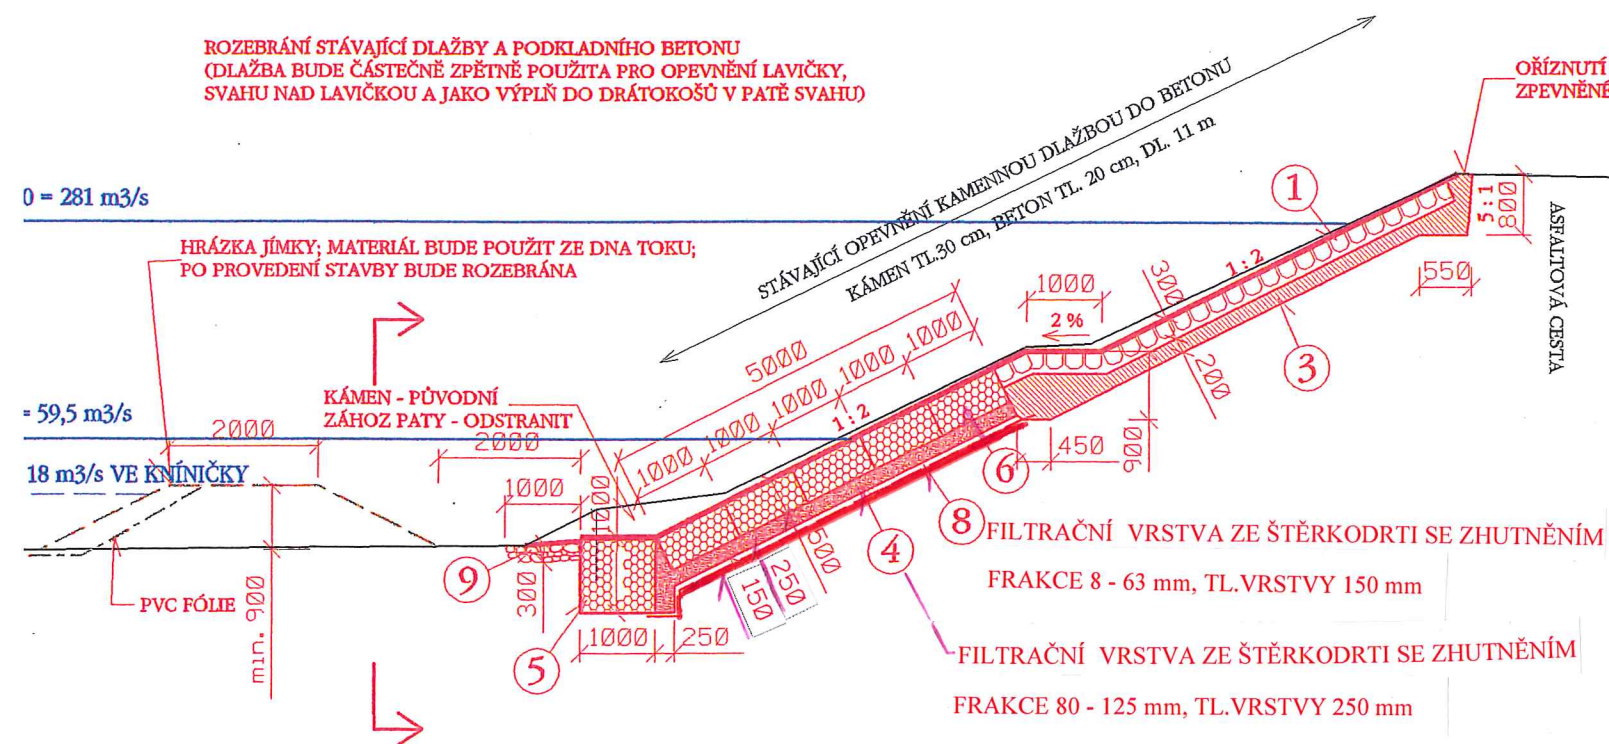 ROZEBRÁNÍ STÁVAJÍCÍ DLAŽBY A PODKLADNÍHO BETONU
(DLAŽBA BUDE ČÁSTEČNĚ ZPĚTNĚ POUŽITA PRO OPEVNĚNÍ LAVIČKY,
SVAHU NAD LAVIČKOU A JAKO VÝPLŇ DO DRÁTOKOŠŮ V PATĚ SVAHU)
OŘÍZNUTÍ
ZPEVNĚNÉ
STÁVAJÍCÍ OPEVNĚNÍ KAMENNOU DLAŽBOU DO BETONU
KÁMEN TL.30 cm, BETON TL. 20 cm, DL. 11 m
0 = 281 m3/s
HRÁZKA JÍMKY; MATERIÁL BUDE POUŽIT ZE DNA TOKU;
PO PROVEDENÍ STAVBY BUDE ROZEBRÁNA
1
5:1
800
ASFALTOVÁ CESTA
1:2
300
550
1000
2%
3
200
900
450
5000
1000
1000
1000
1000
1000
1:2
KÁMEN - PŮVODNÍ
ZÁHOZ PATY - ODSTRANIT
= 59,5 m3/s
2000
2000
18 m3/s VE KNÍNIČKY
1000
1000
6
8
4
500
250
150
9
300
min. 900
PVC FÓLIE
1000
250
5
FILTRAČNÍ VRSTVA ZE ŠTĚRKODRTI SE ZHUTNĚNÍM
FRAKCE 8 - 63 mm, TL.VRSTVY 150 mm
FILTRAČNÍ VRSTVA ZE ŠTĚRKODRTI SE ZHUTNĚNÍM
FRAKCE 80 - 125 mm, TL.VRSTVY 250 mm